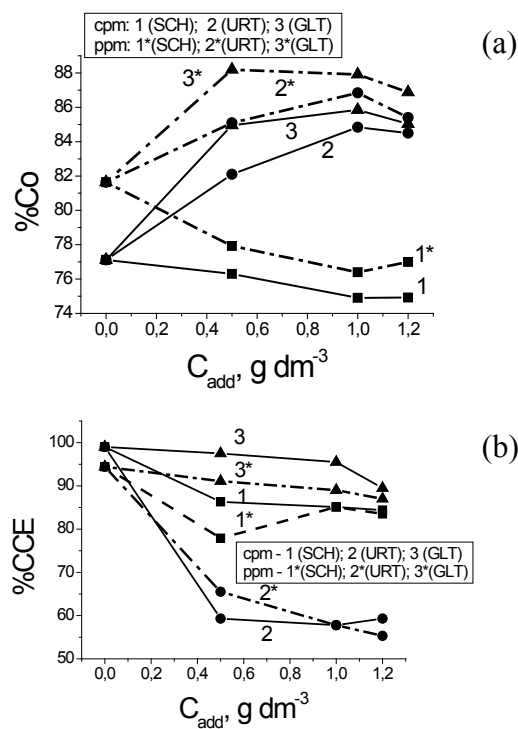 cpm: 1 (SCH); 2 (URT); 3 (GLT)
ppm: 1*(SCH); 2*(URT); 3*(GLT)
(a)
88
86
84
82
80
78
76
74
%Co
3*
2*
3
2
1*
1
0,0 0,2 0,4 0,6 0,8 1,0 1,2
C_add, g dm^-3
(b)
100
90
80
70
60
50
%CCE
3
3*
1
1*
cpm - 1 (SCH); 2 (URT); 3 (GLT)
ppm - 1*(SCH); 2*(URT); 3*(GLT)
2*
2
0,0 0,2 0,4 0,6 0,8 1,0 1,2
C_add, g dm^-3